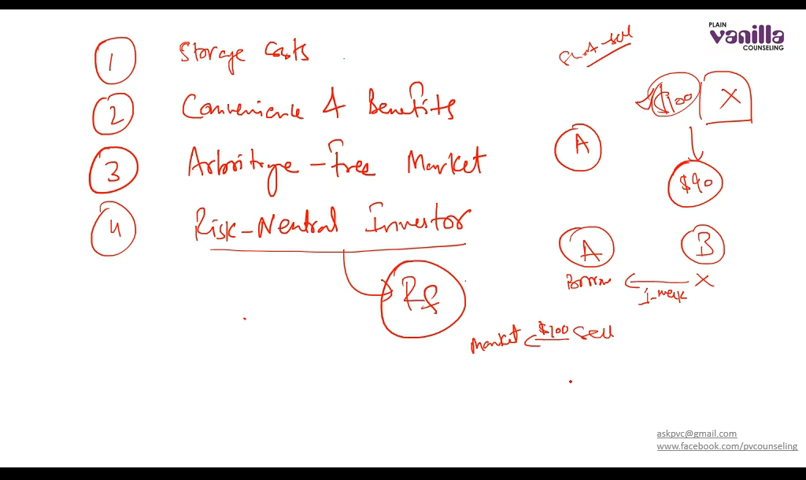 PLAIN
vanilla
COUNSELING
1 Storage Costs
2 Convenience & Benefits
3 Arbitrage-Free Market
4 Risk-Neutral Investor
Rf
Short-sell
$100 X
A
$90
A B
Borrow X
1-week
Market $100 Sell
askpvc@gmail.com
www.facebook.com/pvcounseling